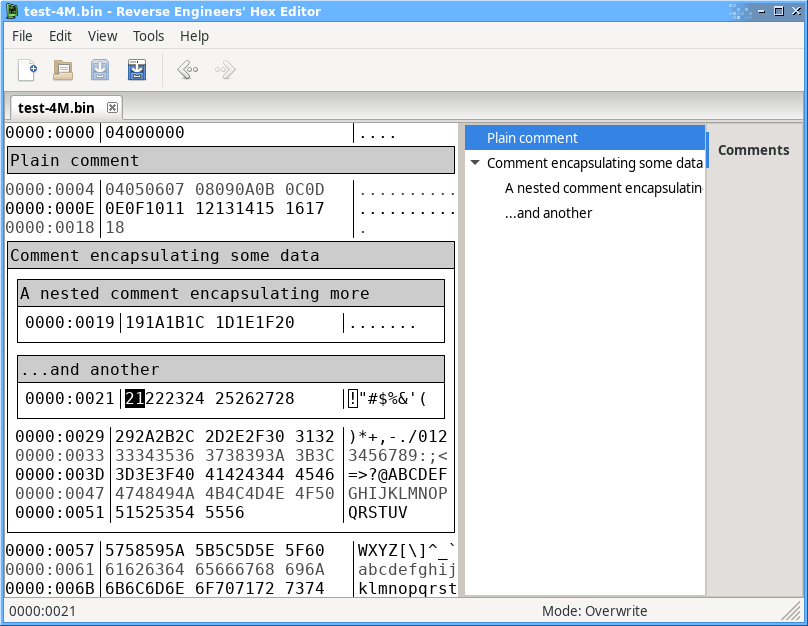 test-4M.bin - Reverse Engineers' Hex Editor
File Edit View Tools Help
test-4M.bin
0000:0000 04000000 ....
Plain comment
0000:0004 04050607 08090A0B 0C0D ..........
0000:000E 0E0F1011 12131415 1617 ..........
0000:0018 18 .
Comment encapsulating some data
A nested comment encapsulating more
0000:0019 191A1B1C 1D1E1F20 .......
...and another
0000:0021 21222324 25262728 !"#$%&'(
0000:0029 292A2B2C 2D2E2F30 3132 )*+,-./012
0000:0033 33343536 3738393A 3B3C 3456789:;<
0000:003D 3D3E3F40 41424344 4546 =>?@ABCDEF
0000:0047 4748494A 4B4C4D4E 4F50 GHIJKLMNOP
0000:0051 51525354 5556 QRSTUV
0000:0057 5758595A 5B5C5D5E 5F60 WXYZ[\]^_`
0000:0061 61626364 65666768 696A abcdefghij
0000:006B 6B6C6D6E 6F707172 7374 klmnopqrst
Plain comment
Comment encapsulating some data
A nested comment encapsulatin
...and another
Comments
0000:0021 Mode: Overwrite